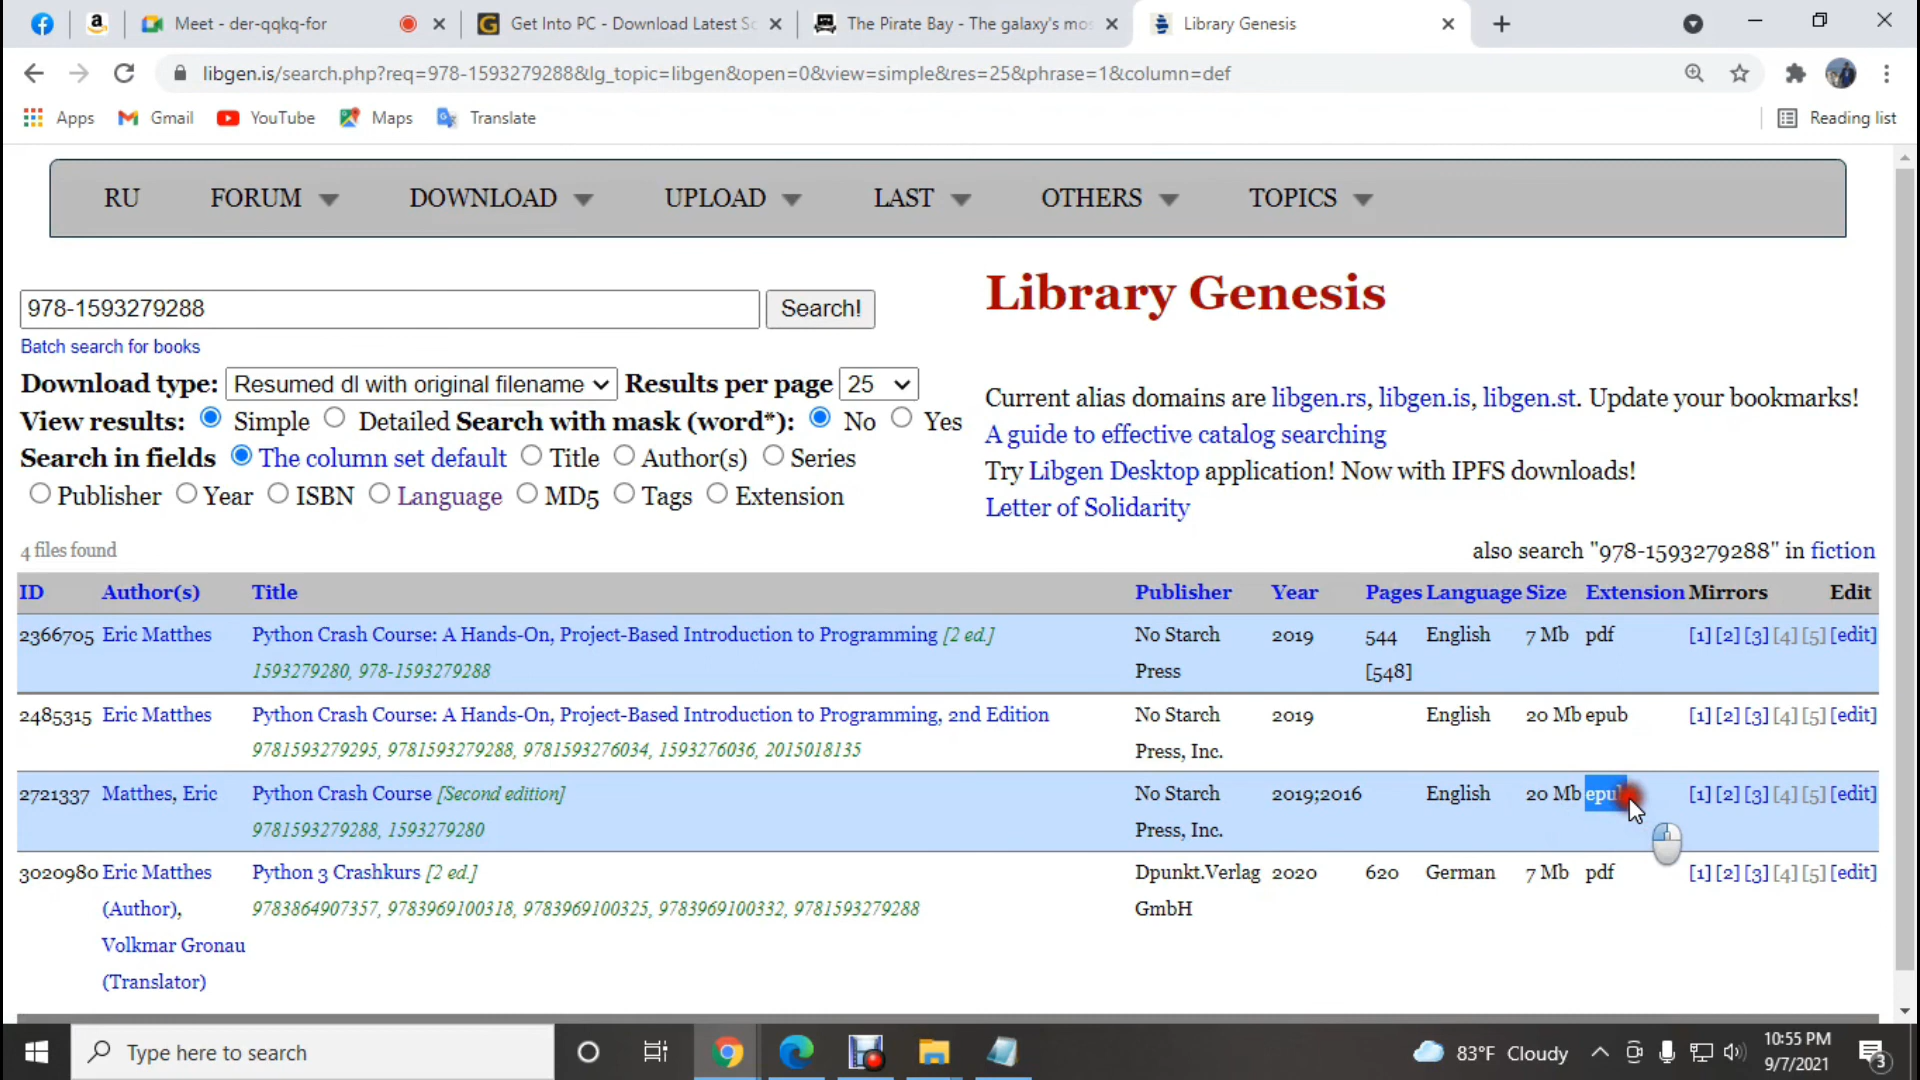 Meet - der-qqkq-for
Get Into PC - Download Latest
The Pirate Bay - The galaxy's mos
Library Genesis
libgen.is/search.php?req=978-1593279288&lg_topic=libgen&open=0&view=simple&res=25&phrase=1&column=def
Apps Gmail YouTube Maps Translate Reading list
RU FORUM DOWNLOAD UPLOAD LAST OTHERS TOPICS
Library Genesis
978-1593279288 Search!
Batch search for books
Download type: Resumed dl with original filename Results per page 25
View results: Simple Detailed Search with mask (word*): No Yes
Search in fields The column set default Title Author(s) Series
Publisher Year ISBN Language MD5 Tags Extension
Current alias domains are libgen.rs, libgen.is, libgen.st. Update your bookmarks!
A guide to effective catalog searching
Try Libgen Desktop application! Now with IPFS downloads!
Letter of Solidarity
4 files found
also search "978-1593279288" in fiction
ID Author(s) Title Publisher Year Pages Language Size Extension Mirrors Edit
2366705 Eric Matthes Python Crash Course: A Hands-On, Project-Based Introduction to Programming [2 ed.] No Starch 2019 544 English 7 Mb pdf [1] [2] [3] [4] [5] [edit]
1593279280, 978-1593279288 Press [548]
2485315 Eric Matthes Python Crash Course: A Hands-On, Project-Based Introduction to Programming, 2nd Edition No Starch 2019 English 20 Mb epub [1] [2] [3] [4] [5] [edit]
9781593279295, 9781593279288, 9781593276034, 1593276036, 2015018135 Press, Inc.
2721337 Matthes, Eric Python Crash Course [Second edition] No Starch 2019;2016 English 20 Mb epub [1] [2] [3] [4] [5] [edit]
9781593279288, 1593279280 Press, Inc.
3020980 Eric Matthes Python 3 Crashkurs [2 ed.] Dpunkt.Verlag 2020 620 German 7 Mb pdf [1] [2] [3] [4] [5] [edit]
(Author), 9783864907357, 9783969100318, 9783969100325, 9783969100332, 9781593279288 GmbH
Volkmar Gronau
(Translator)
Type here to search
83°F Cloudy
10:55 PM
9/7/2021
3